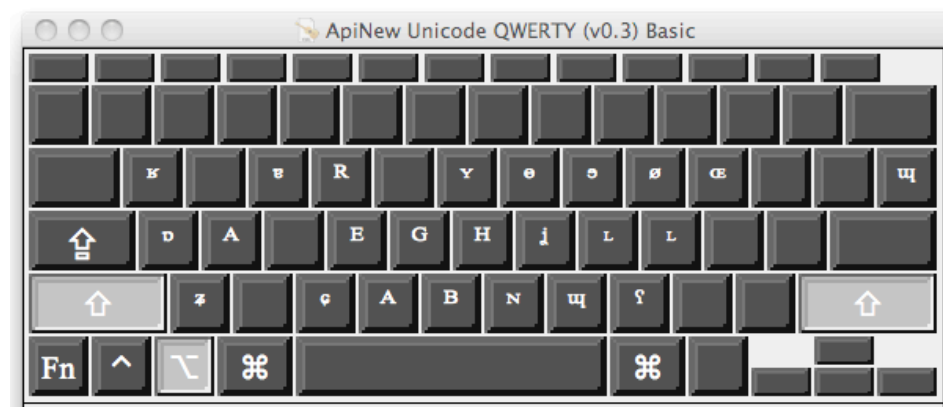 ApiNew Unicode QWERTY (v0.3) Basic
ʁ ɐ R ʏ ɵ ɘ ø ɶ ɰ
ɒ A E G H ʝ ʟ ʟ
ʑ ç A B ɴ ɰ ʕ
Fn ^ ⌥ ⌘ ⌘